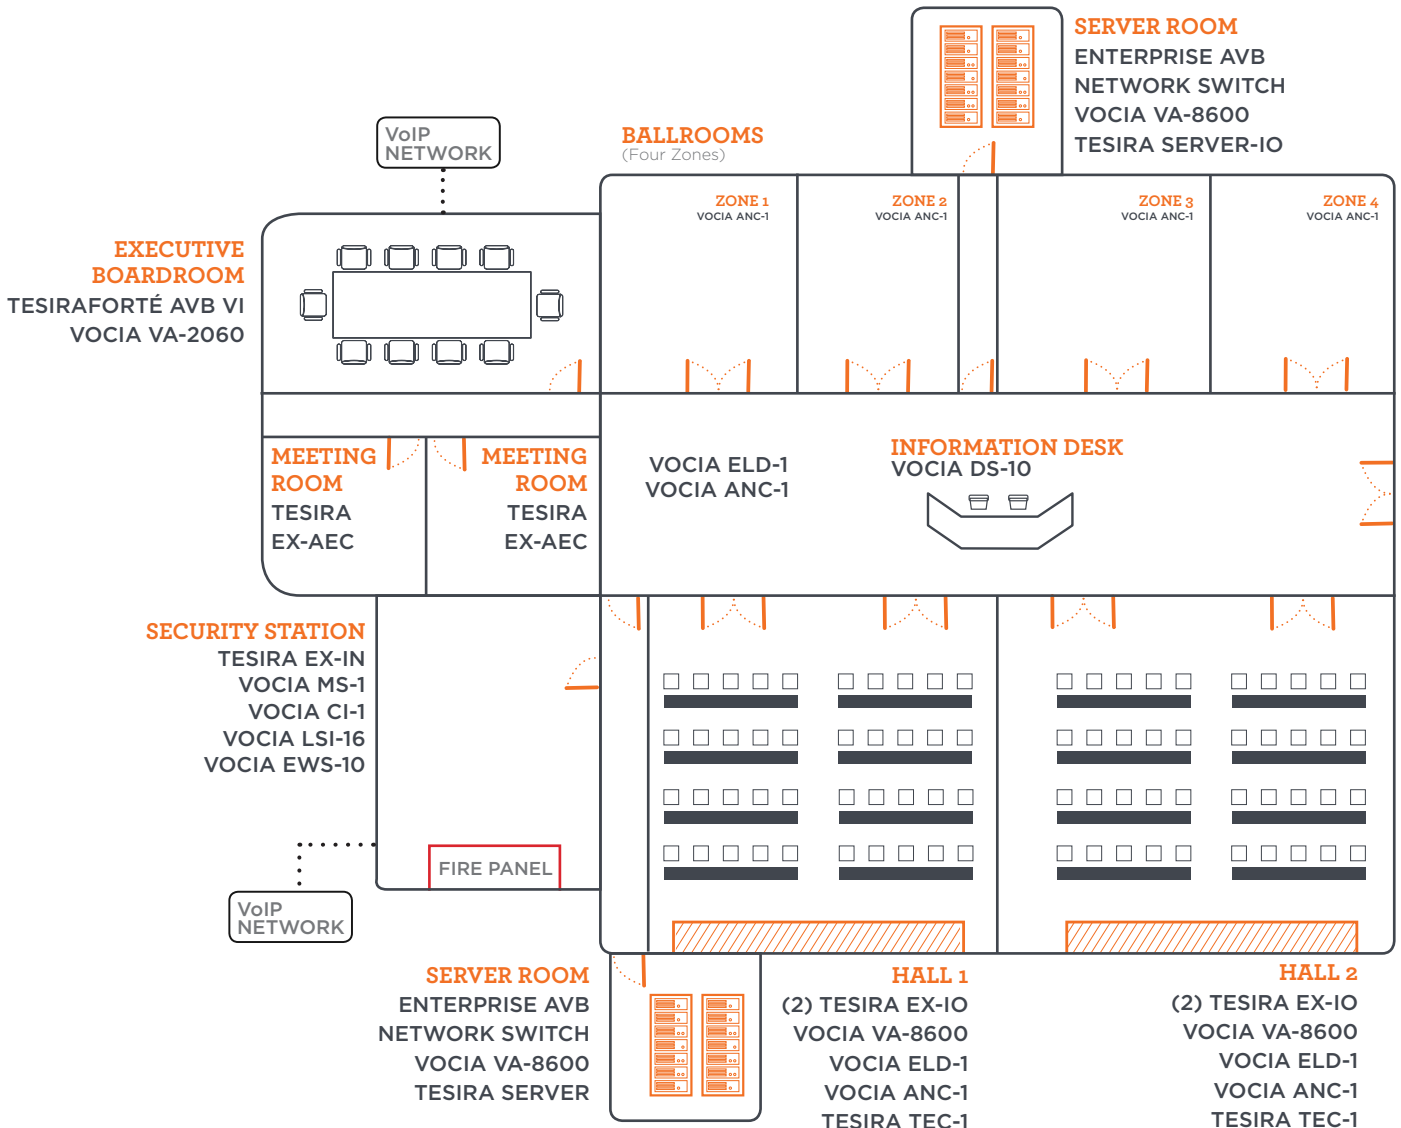 SERVER ROOM
ENTERPRISE AVB
NETWORK SWITCH
VOCIA VA-8600
TESIRA SERVER-IO
VoIP
NETWORK
BALLROOMS
(Four Zones)
ZONE 1
VOCIA ANC-1
ZONE 2
VOCIA ANC-1
ZONE 3
VOCIA ANC-1
ZONE 4
VOCIA ANC-1
EXECUTIVE
BOARDROOM
TESIRAFORTÉ AVB VI
VOCIA VA-2060
MEETING
ROOM
TESIRA
EX-AEC
MEETING
ROOM
TESIRA
EX-AEC
VOCIA ELD-1
VOCIA ANC-1
INFORMATION DESK
VOCIA DS-10
SECURITY STATION
TESIRA EX-IN
VOCIA MS-1
VOCIA CI-1
VOCIA LSI-16
VOCIA EWS-10
FIRE PANEL
VoIP
NETWORK
SERVER ROOM
ENTERPRISE AVB
NETWORK SWITCH
VOCIA VA-8600
TESIRA SERVER
HALL 1
(2) TESIRA EX-IO
VOCIA VA-8600
VOCIA ELD-1
VOCIA ANC-1
TESIRA TEC-1
HALL 2
(2) TESIRA EX-IO
VOCIA VA-8600
VOCIA ELD-1
VOCIA ANC-1
TESIRA TEC-1